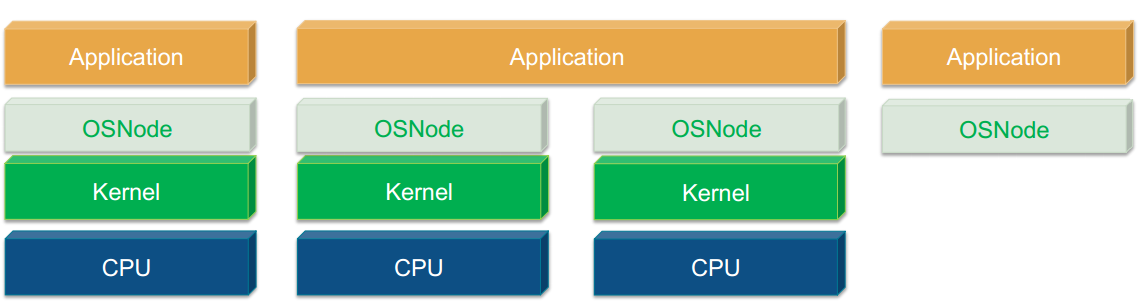 Application
Application
Application
OSNode
OSNode
OSNode
OSNode
Kernel
Kernel
Kernel
CPU
CPU
CPU